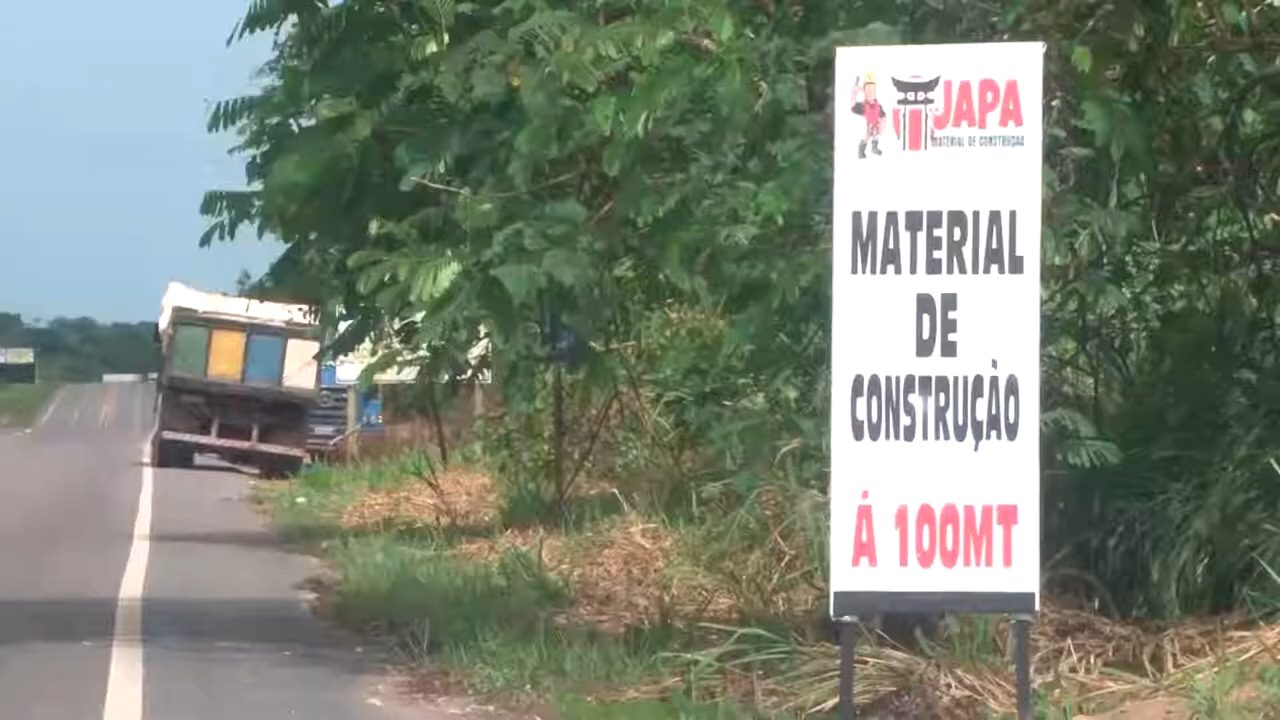 JAPA
MATERIAL DE CONSTRUÇÃO
MATERIAL
DE
CONSTRUÇÃO
Á 100MT